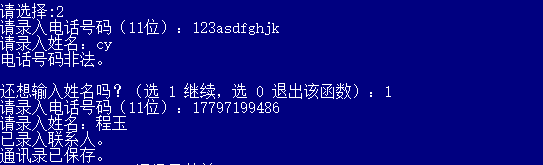 请选择:2
请录入电话号码（11位）：123asdfghjk
请录入姓名：cy
电话号码非法。
还想输入姓名吗？（选 1 继续，选 0 退出该函数）：1
请录入电话号码（11位）：17797199486
请录入姓名：程玉
已录入联系人。
通讯录已保存。